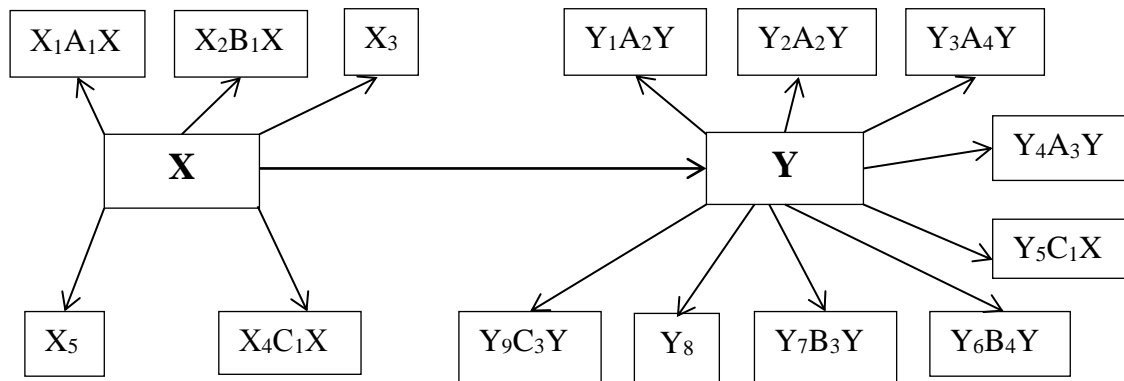 X₁A₁X
X₂B₁X
X₃
Y₁A₂Y
Y₂A₂Y
Y₃A₄Y
X
Y
Y₄A₃Y
Y₅C₁X
X₅
X₄C₁X
Y₉C₃Y
Y₈
Y₇B₃Y
Y₆B₄Y